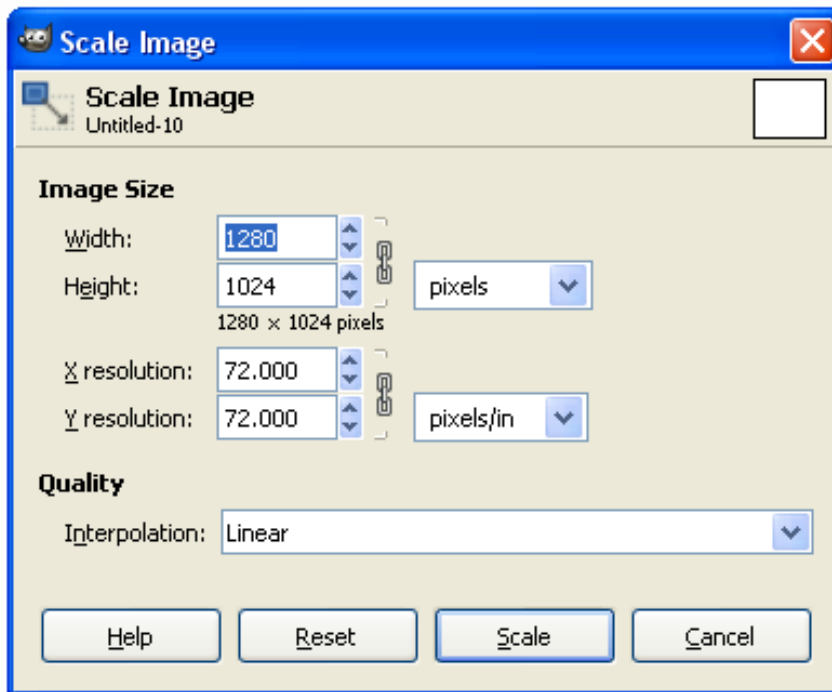 Scale Image
Scale Image
Untitled-10
Image Size
Width: 1280
Height: 1024 pixels
1280 × 1024 pixels
X resolution: 72.000
Y resolution: 72.000 pixels/in
Quality
Interpolation: Linear
Help Reset Scale Cancel